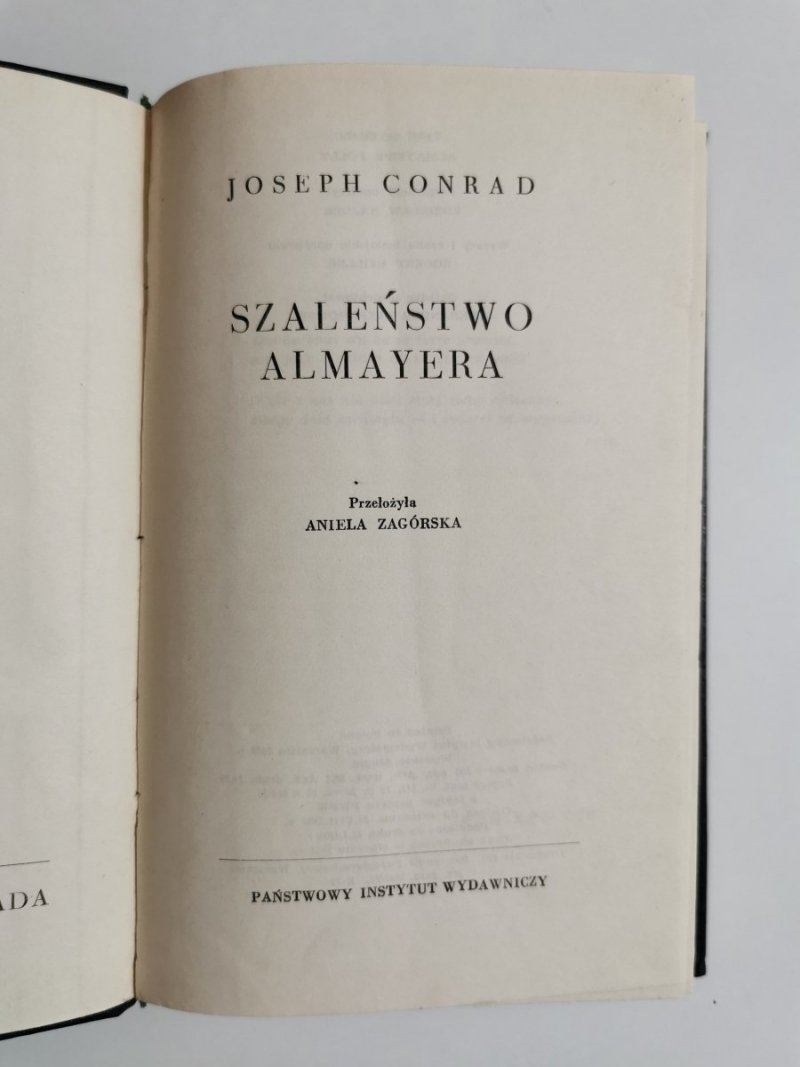 ADA
JOSEPH CONRAD
SZALEŃSTWO
ALMAYERA
Przełożyła
ANIELA ZAGÓRSKA
PAŃSTWOWY INSTYTUT WYDAWNICZY